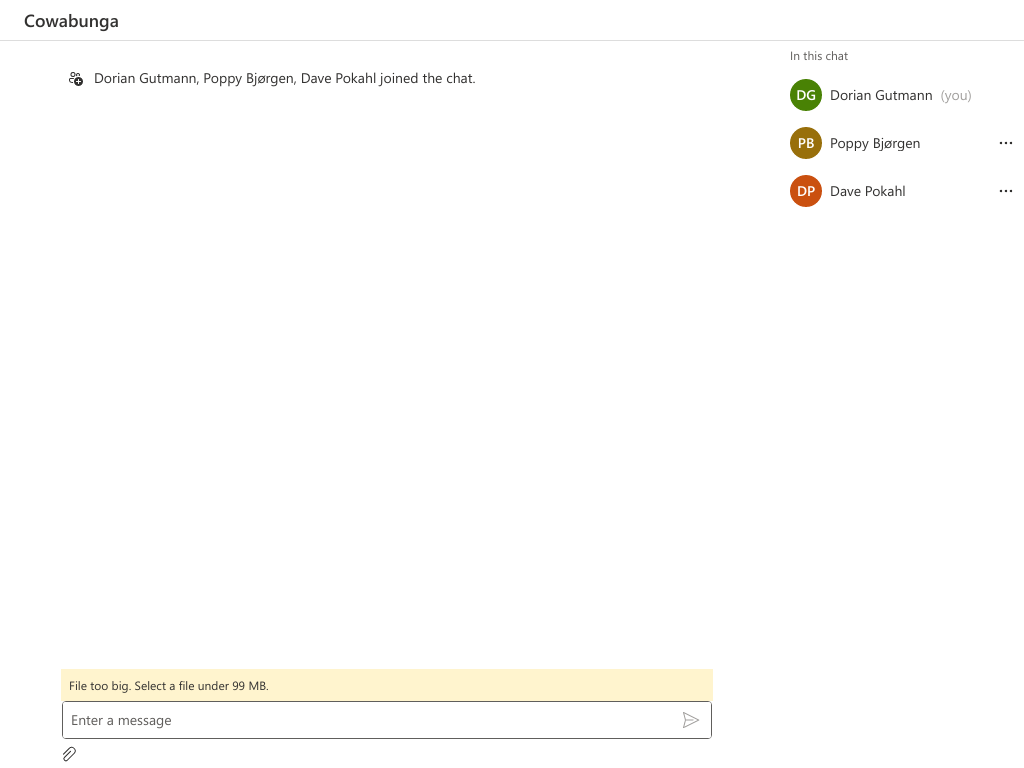 Cowabunga
Dorian Gutmann, Poppy Bjørgen, Dave Pokahl joined the chat.
In this chat
DG Dorian Gutmann (you)
PB Poppy Bjørgen
DP Dave Pokahl
File too big. Select a file under 99 MB.
Enter a message